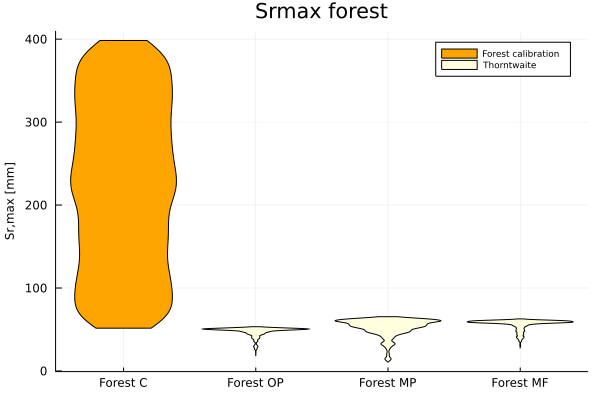 Srmax forest
Forest calibration
Thorntwaite
Sr,max [mm]
400
300
200
100
0
Forest C
Forest OP
Forest MP
Forest MF